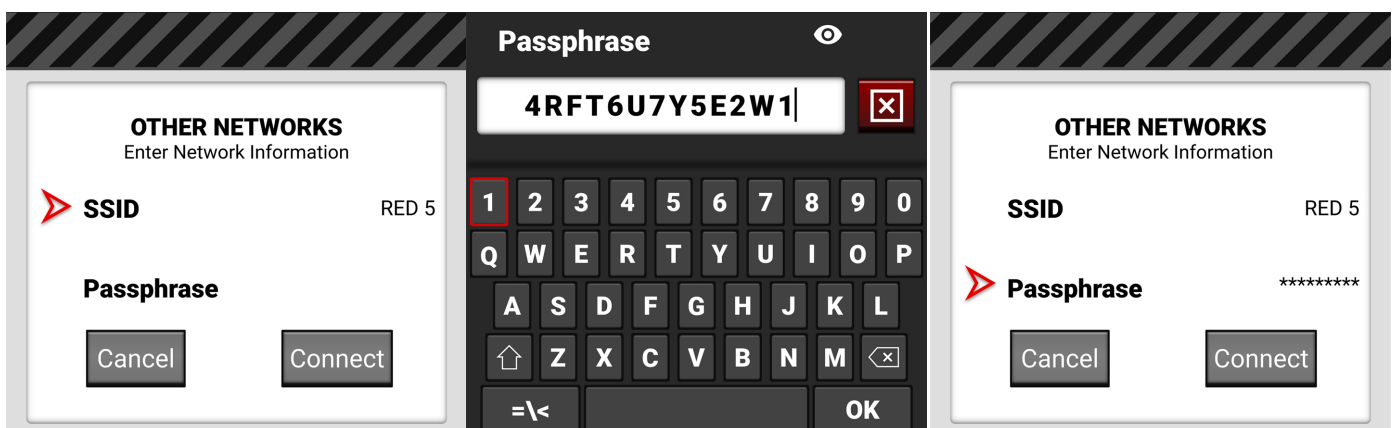 OTHER NETWORKS
Enter Network Information
SSID RED 5
Passphrase
Cancel Connect
Passphrase
4RFT6U7Y5E2W1
1 2 3 4 5 6 7 8 9 0
Q W E R T Y U I O P
A S D F G H J K L
Z X C V B N M
=\< OK
OTHER NETWORKS
Enter Network Information
SSID RED 5
Passphrase *********
Cancel Connect